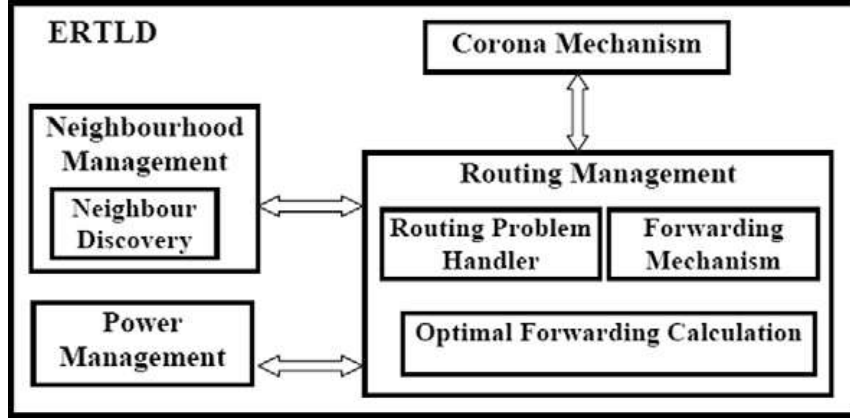 ERTLD
Corona Mechanism
Neighbourhood
Management
Neighbour
Discovery
Routing Management
Routing Problem
Handler
Forwarding
Mechanism
Optimal Forwarding Calculation
Power
Management